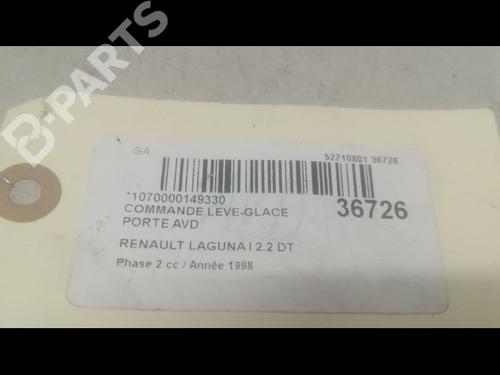 B-PARTS
GA
52710801 36726
*1070000149330
COMMANDE LEVE-GLACE
PORTE AVD
36726
RENAULT LAGUNA I 2.2 DT
Phase 2 cc / Année 1998